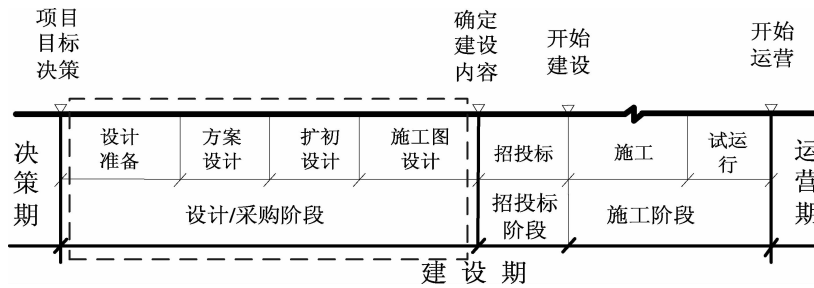 项目
目标
决策
确定
建设
内容
开始
建设
开始
运营
决策期
设计
准备
方案
设计
扩初
设计
施工图
设计
招投标
施工
试运
行
运营期
设计/采购阶段
招投标
阶段
施工阶段
建 设 期